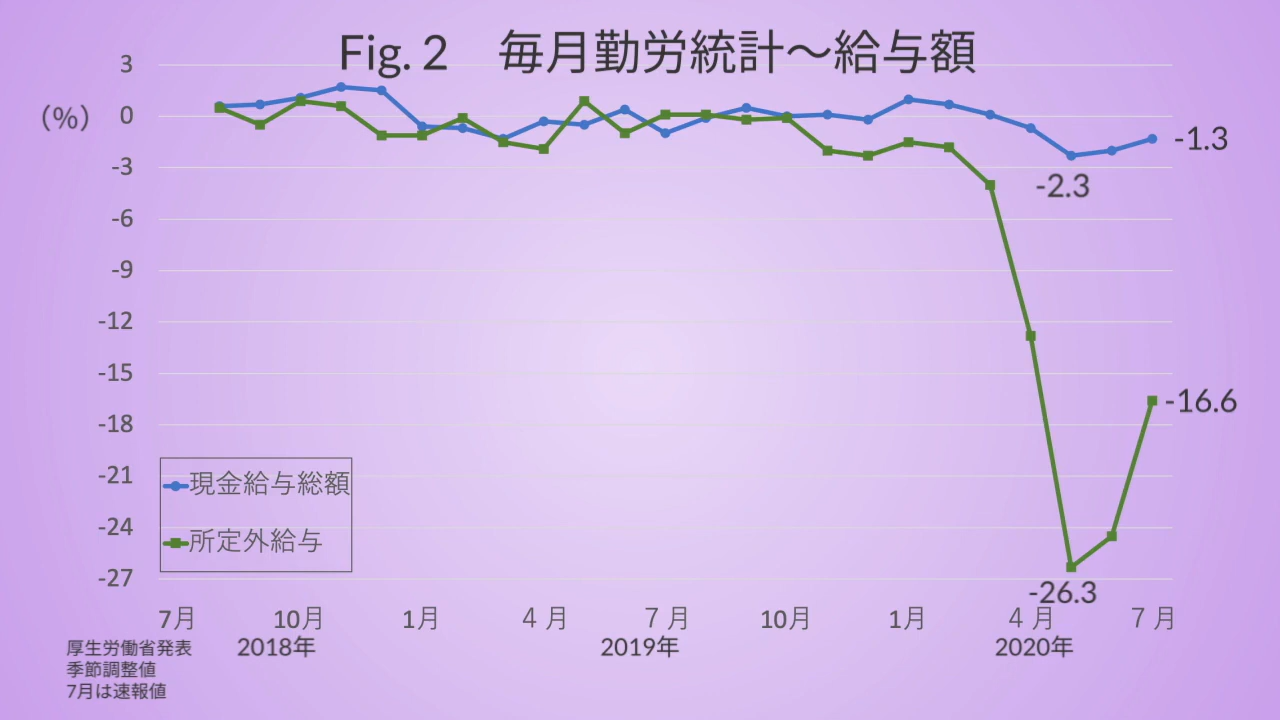 Fig. 2　毎月勤労統計～給与額
(%)
3
0
-3
-6
-9
-12
-15
-18
-21
-24
-27
-1.3
-2.3
-16.6
-26.3
現金給与総額
所定外給与
7月 10月 1月 4 月 7 月 10月 1月 4 月 7 月
2018年 2019年 2020年
厚生労働省発表
季節調整値
7月は速報値